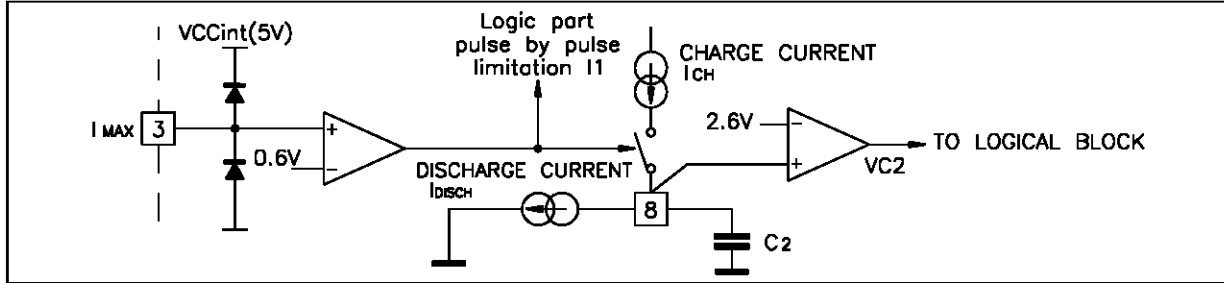 VCCint(5V)
Logic part
pulse by pulse
limitation I1
CHARGE CURRENT
ICH
I MAX
3
+
0.6V
−
2.6V
−
+
TO LOGICAL BLOCK
VC2
DISCHARGE CURRENT
IDISCH
8
C2